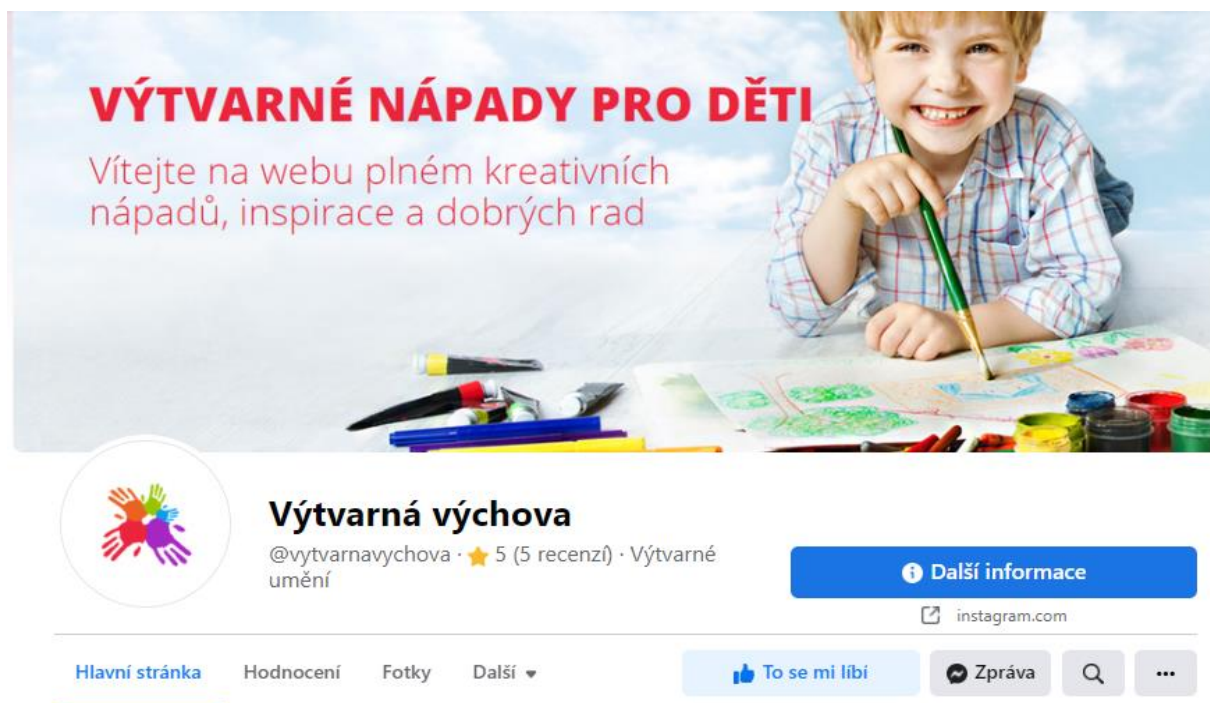 VÝTVARNÉ NÁPADY PRO DĚTI
Vítejte na webu plném kreativních
nápadů, inspirace a dobrých rad
Výtvarná výchova
@vytvarnavychova · 5 (5 recenzí) · Výtvarné
umění
Další informace
instagram.com
Hlavní stránka Hodnocení Fotky Další To se mi líbí Zpráva